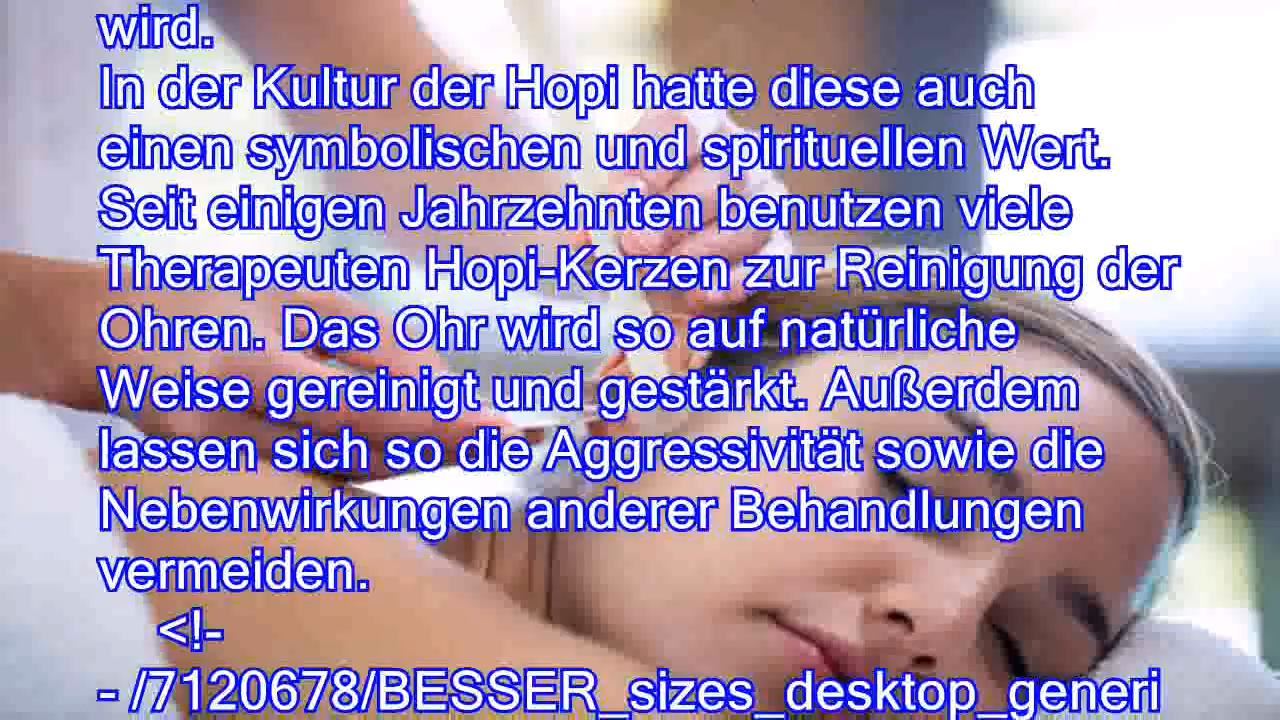 wird.
In der Kultur der Hopi hatte diese auch
einen symbolischen und spirituellen Wert.
Seit einigen Jahrzehnten benutzen viele
Therapeuten Hopi-Kerzen zur Reinigung der
Ohren. Das Ohr wird so auf natürliche
Weise gereinigt und gestärkt. Außerdem
lassen sich so die Aggressivität sowie die
Nebenwirkungen anderer Behandlungen
vermeiden.
<!-
- /7120678/BESSER_sizes_desktop_generi